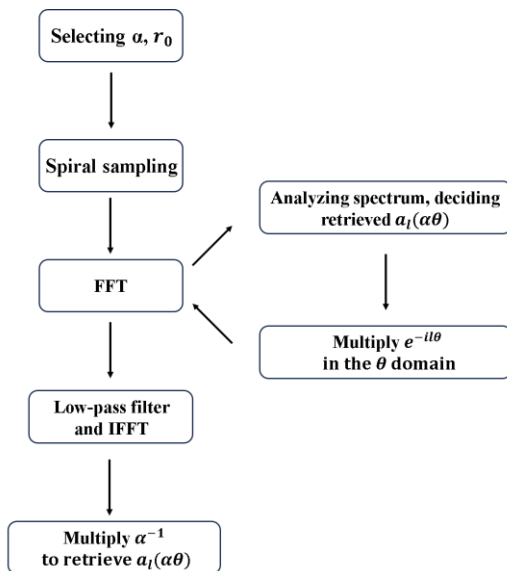 Selecting α, r₀
Spiral sampling
FFT
Analyzing spectrum, deciding
retrieved aₗ(αθ)
Multiply e⁻ⁱˡᶿ
in the θ domain
Low-pass filter
and IFFT
Multiply α⁻¹
to retrieve aₗ(αθ)